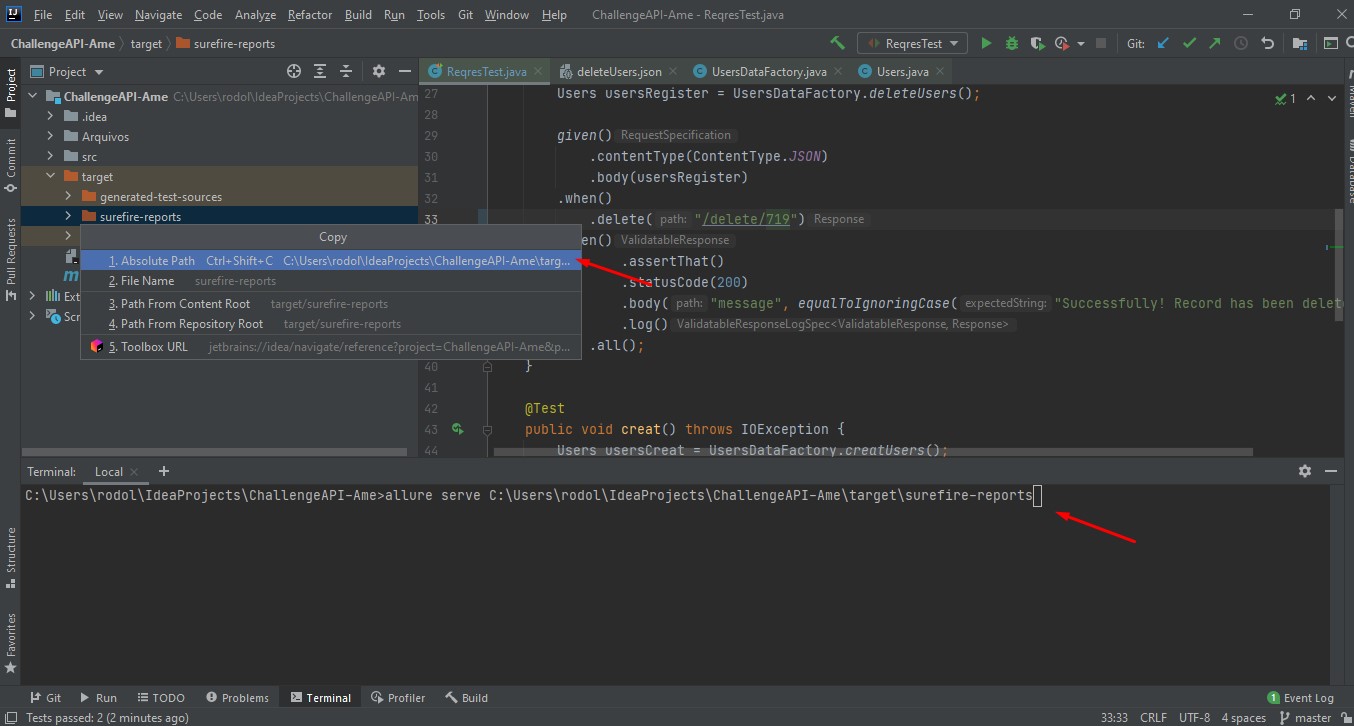 IJ File Edit View Navigate Code Analyze Refactor Build Run Tools Git Window Help ChallengeAPI-Ame - ReqresTest.java
ChallengeAPI-Ame target surefire-reports ReqresTest Git:
Project
Commit
Pull Requests
Structure
Favorites
Project
ChallengeAPI-Ame C:\Users\rodol\IdeaProjects\ChallengeAPI-Am
.idea
Arquivos
src
target
generated-test-sources
surefire-reports
m
Ext
Scr
Copy
1. Absolute Path Ctrl+Shift+C C:\Users\rodol\IdeaProjects\ChallengeAPI-Ame\targ...
2. File Name surefire-reports
3. Path From Content Root target/surefire-reports
4. Path From Repository Root target/surefire-reports
5. Toolbox URL jetbrains://idea/navigate/reference?project=ChallengeAPI-Ame&p...
ReqresTest.java deleteUsers.json UsersDataFactory.java Users.java
27 Users usersRegister = UsersDataFactory.deleteUsers(); 1
28
29 given() RequestSpecification
30 .contentType(ContentType.JSON)
31 .body(usersRegister)
32 .when()
33 .delete( path: "/delete/719") Response
en() ValidatableResponse
.assertThat()
.statusCode(200)
.body( path: "message", equalToIgnoringCase( expectedString: "Successfully! Record has been delet
.log() ValidatableResponseLogSpec<ValidatableResponse, Response>
.all();
40 }
41
42 @Test
43 public void creat() throws IOException {
44 Users usersCreat = UsersDataFactory.creatUsers();
Maven
Database
Terminal: Local +
C:\Users\rodol\IdeaProjects\ChallengeAPI-Ame>allure serve C:\Users\rodol\IdeaProjects\ChallengeAPI-Ame\target\surefire-reports
Git Run TODO Problems Terminal Profiler Build 1 Event Log
Tests passed: 2 (2 minutes ago) 33:33 CRLF UTF-8 4 spaces master